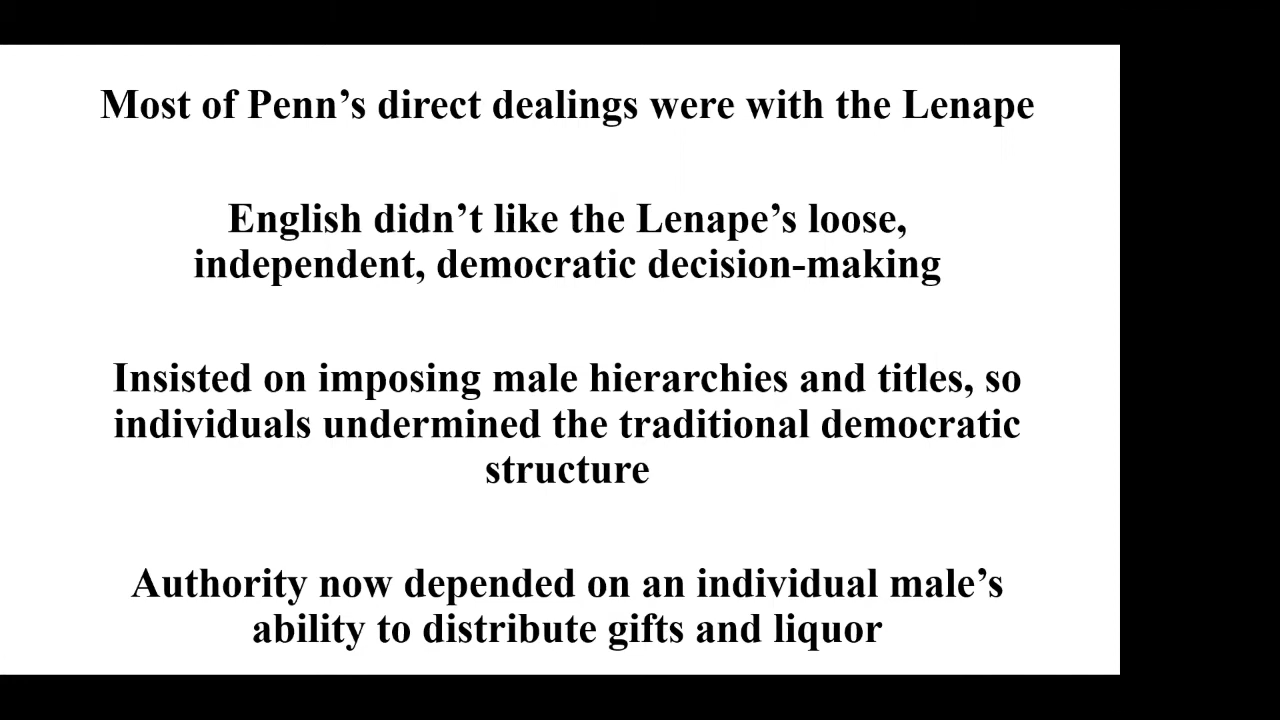 Most of Penn’s direct dealings were with the Lenape
English didn’t like the Lenape’s loose,
independent, democratic decision-making
Insisted on imposing male hierarchies and titles, so
individuals undermined the traditional democratic
structure
Authority now depended on an individual male’s
ability to distribute gifts and liquor